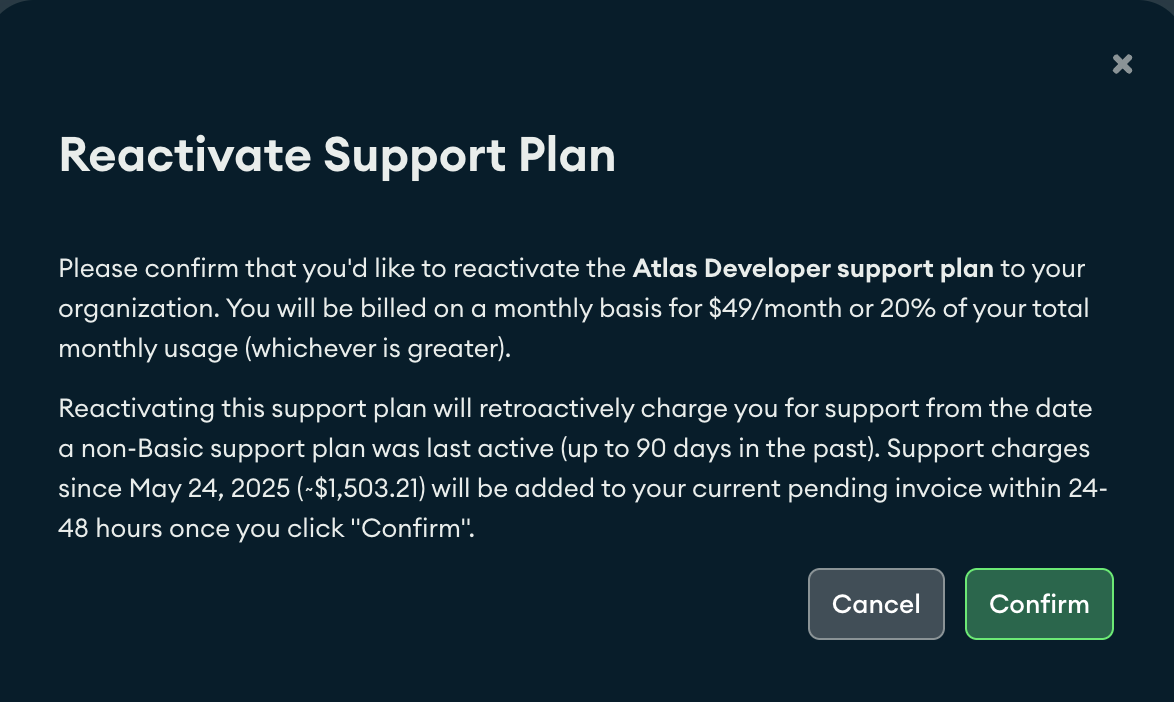 Reactivate Support Plan
Please confirm that you'd like to reactivate the Atlas Developer support plan to your
organization. You will be billed on a monthly basis for $49/month or 20% of your total
monthly usage (whichever is greater).
Reactivating this support plan will retroactively charge you for support from the date
a non-Basic support plan was last active (up to 90 days in the past). Support charges
since May 24, 2025 (~$1,503.21) will be added to your current pending invoice within 24-
48 hours once you click "Confirm".
Cancel Confirm